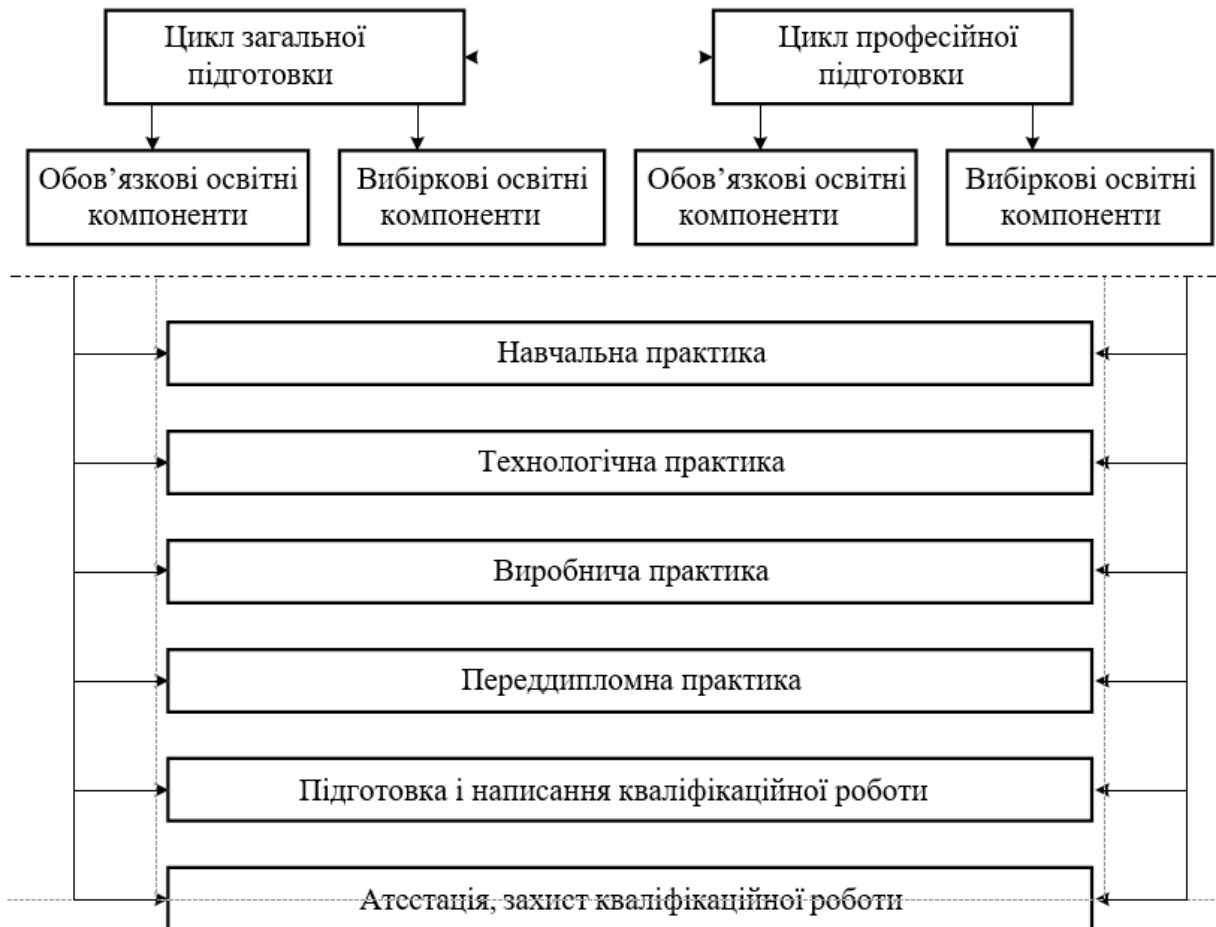 Цикл загальної
підготовки
Цикл професійної
підготовки
Обов’язкові освітні
компоненти
Вибіркові освітні
компоненти
Обов’язкові освітні
компоненти
Вибіркові освітні
компоненти
Навчальна практика
Технологічна практика
Виробнича практика
Переддипломна практика
Підготовка і написання кваліфікаційної роботи
Атестація, захист кваліфікаційної роботи